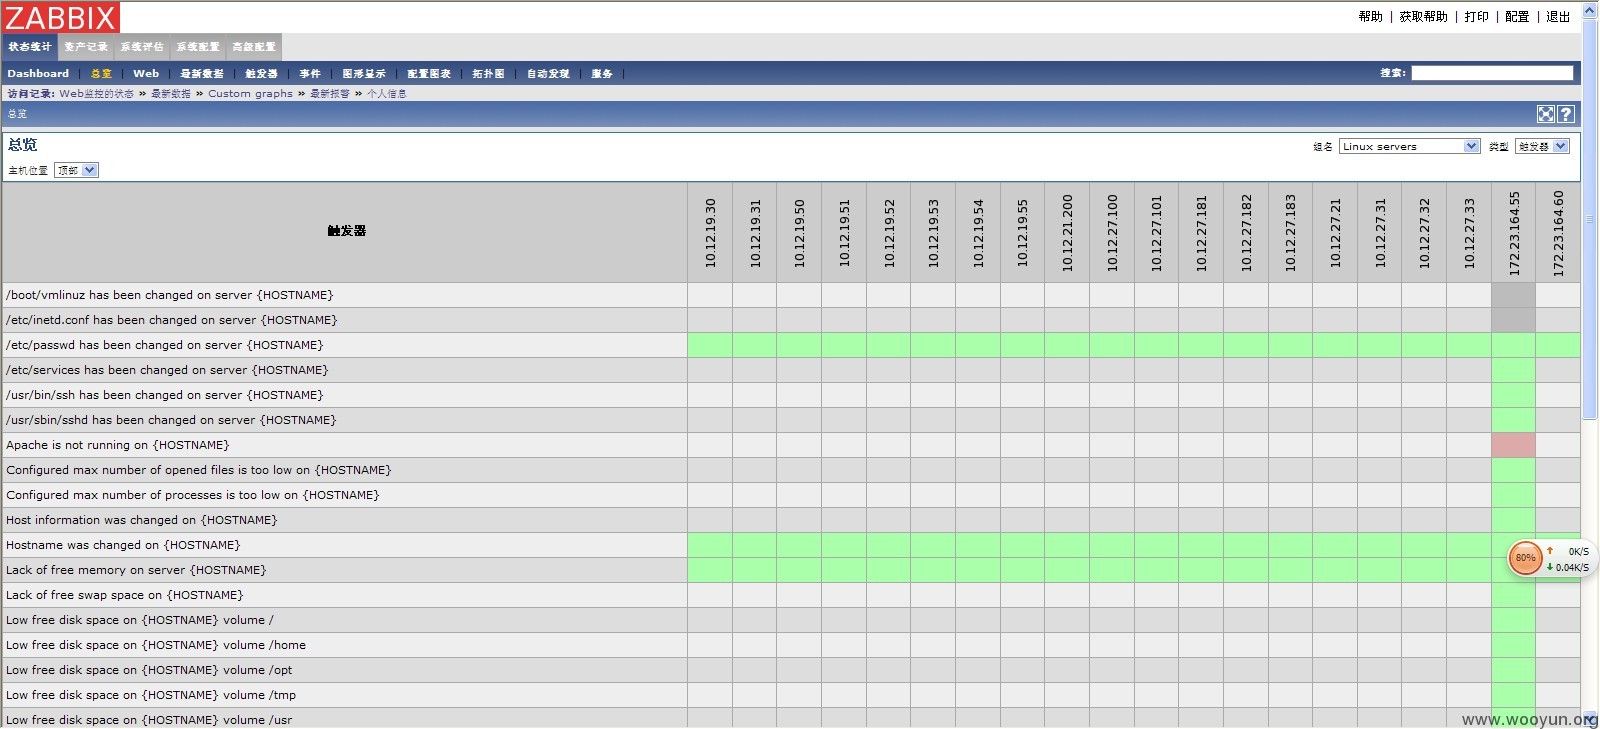 ZABBIX
帮助 | 获取帮助 | 打印 | 配置 | 退出
状态统计 资产记录 系统评估 系统配置 高级配置
Dashboard | 总览 | Web | 最新数据 | 触发器 | 事件 | 图形显示 | 配置图表 | 拓扑图 | 自动发现 | 服务 |
搜索:
访问记录: Web监控的状态 » 最新数据 » Custom graphs » 最新报警 » 个人信息
总览
总览
组名 Linux servers 类型 触发器
主机位置 顶部
触发器 10.12.19.30 10.12.19.31 10.12.19.50 10.12.19.51 10.12.19.52 10.12.19.53 10.12.19.54 10.12.19.55 10.12.21.200 10.12.27.100 10.12.27.101 10.12.27.181 10.12.27.182 10.12.27.183 10.12.27.21 10.12.27.31 10.12.27.32 10.12.27.33 172.23.164.55 172.23.164.60
/boot/vmlinuz has been changed on server {HOSTNAME}
/etc/inetd.conf has been changed on server {HOSTNAME}
/etc/passwd has been changed on server {HOSTNAME}
/etc/services has been changed on server {HOSTNAME}
/usr/bin/ssh has been changed on server {HOSTNAME}
/usr/sbin/sshd has been changed on server {HOSTNAME}
Apache is not running on {HOSTNAME}
Configured max number of opened files is too low on {HOSTNAME}
Configured max number of processes is too low on {HOSTNAME}
Host information was changed on {HOSTNAME}
Hostname was changed on {HOSTNAME}
80% 0K/S
0.04K/S
Lack of free memory on server {HOSTNAME}
Lack of free swap space on {HOSTNAME}
Low free disk space on {HOSTNAME} volume /
Low free disk space on {HOSTNAME} volume /home
Low free disk space on {HOSTNAME} volume /opt
Low free disk space on {HOSTNAME} volume /tmp
Low free disk space on {HOSTNAME} volume /usr
www.wooyun.org